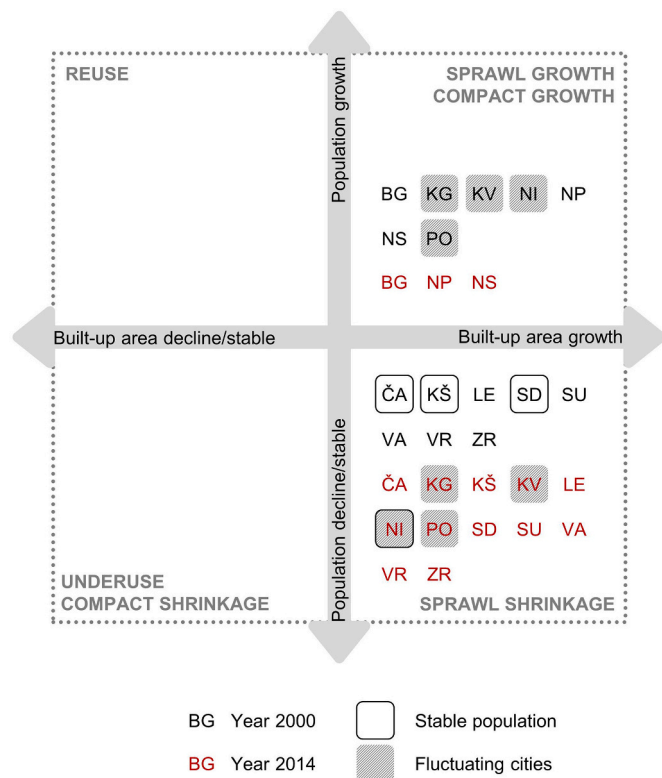 REUSE
SPRAWL GROWTH
COMPACT GROWTH
Population growth
BG KG KV NI NP
NS PO
BG NP NS
Built-up area decline/stable
Built-up area growth
Population decline/stable
ČA KŠ LE SD SU
VA VR ZR
ČA KG KŠ KV LE
NI PO SD SU VA
VR ZR
UNDERUSE
COMPACT SHRINKAGE
SPRAWL SHRINKAGE
BG Year 2000
Stable population
BG Year 2014
Fluctuating cities